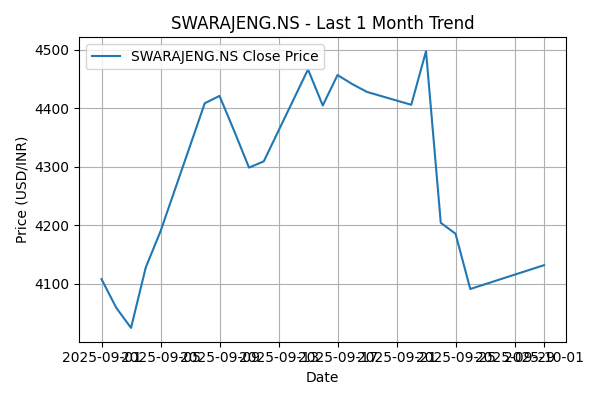 SWARAJENG.NS - Last 1 Month Trend
SWARAJENG.NS Close Price
Price (USD/INR)
4500
4400
4300
4200
4100
2025-09-01 2025-09-05 2025-09-09 2025-09-13 2025-09-17 2025-09-21 2025-09-25 2025-09-29 2025-10-01
Date